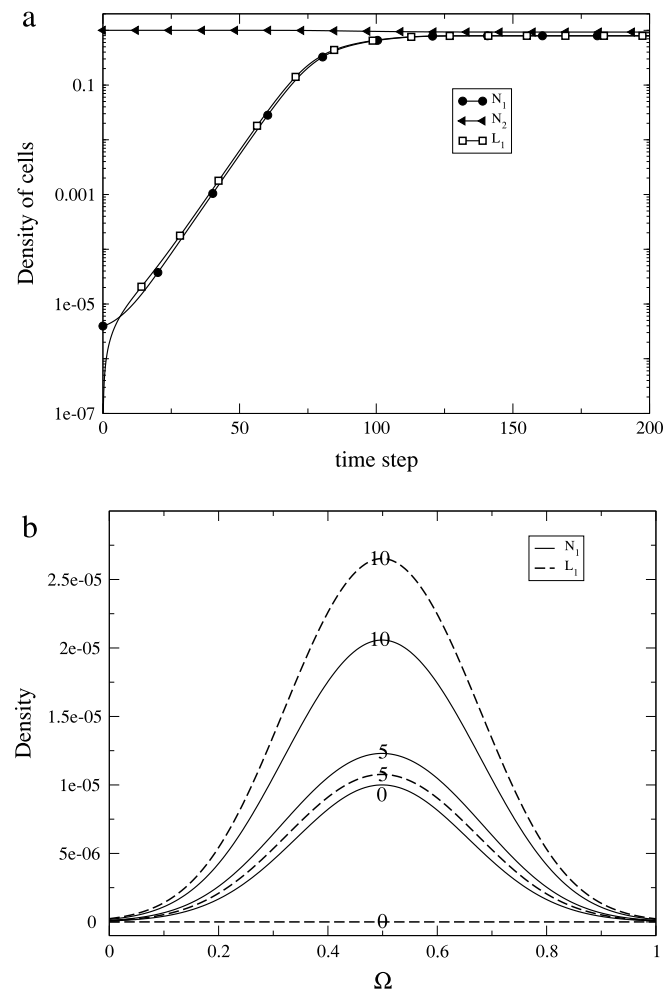 a
0.1
0.001
1e-05
1e-07
Density of cells
N1
N2
L1
0 50 100 150 200
time step
b
2.5e-05
2e-05
1.5e-05
1e-05
5e-06
0
Density
N1
L1
10
10
5
5
0
0
0 0.2 0.4 0.6 0.8 1
Ω